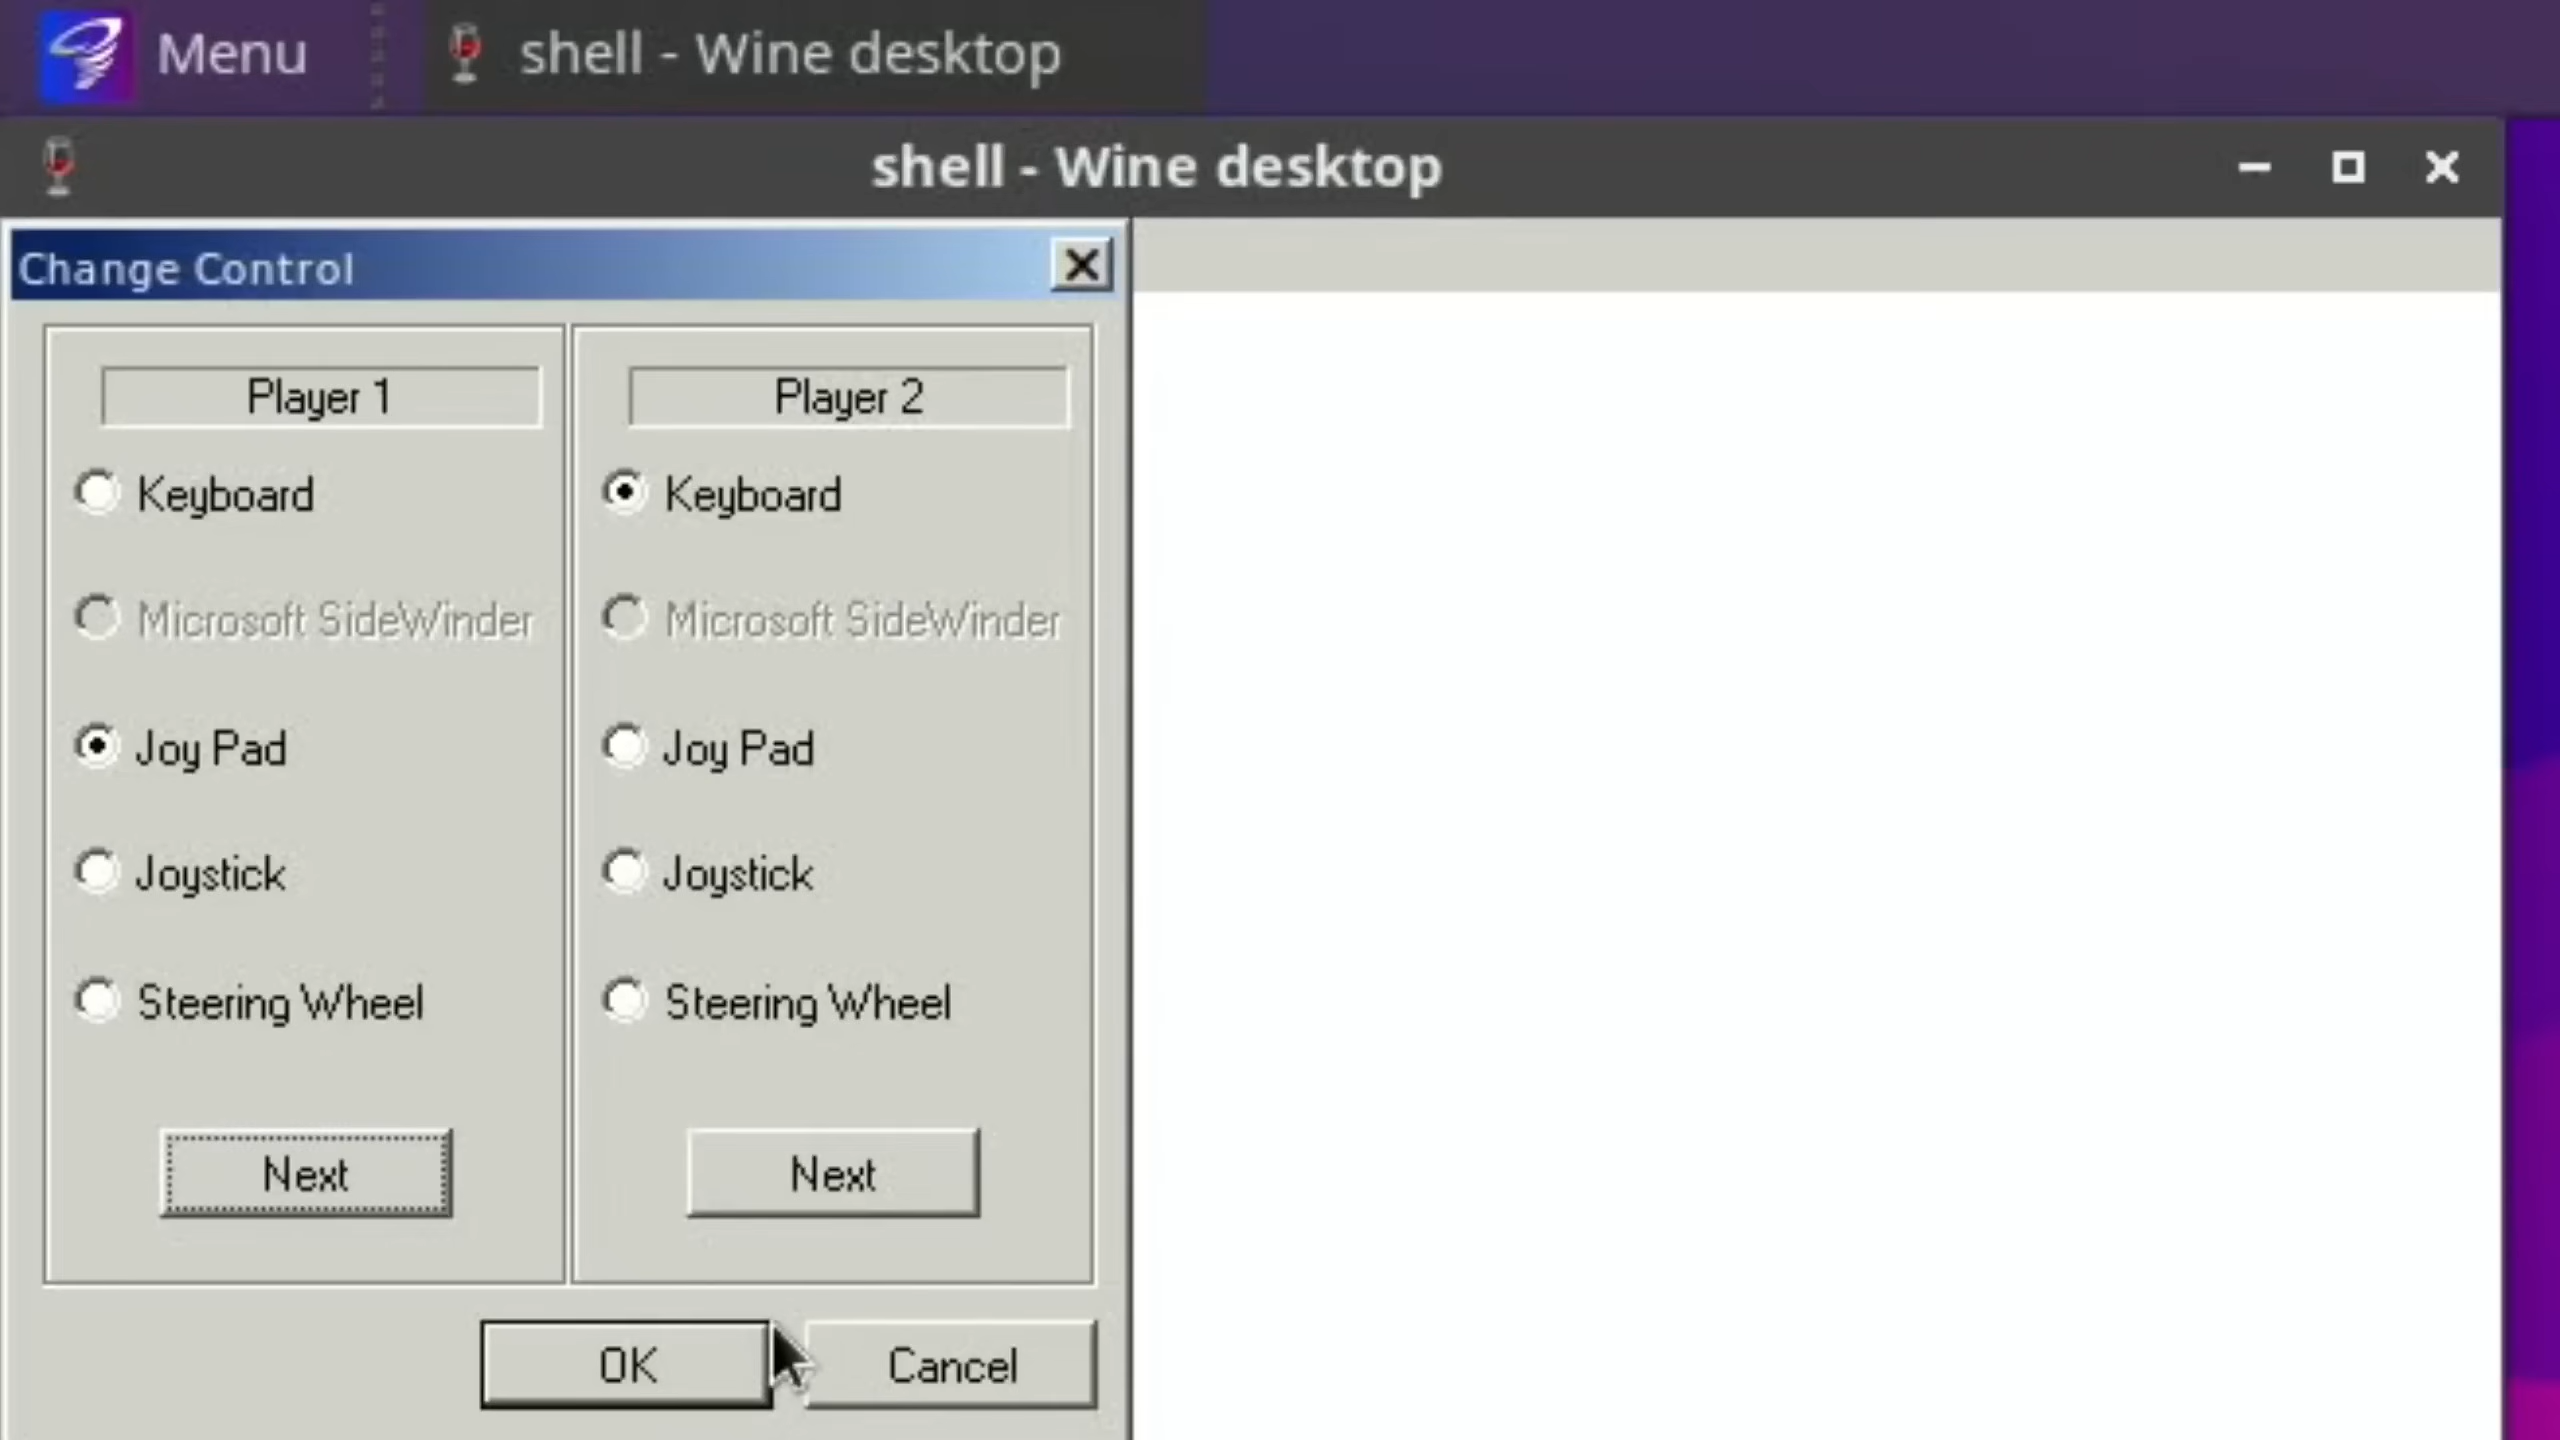 Menu
shell - Wine desktop
shell - Wine desktop
Change Control
Player 1
Keyboard
Microsoft SideWinder
Joy Pad
Joystick
Steering Wheel
Next
Player 2
Keyboard
Microsoft SideWinder
Joy Pad
Joystick
Steering Wheel
Next
OK
Cancel